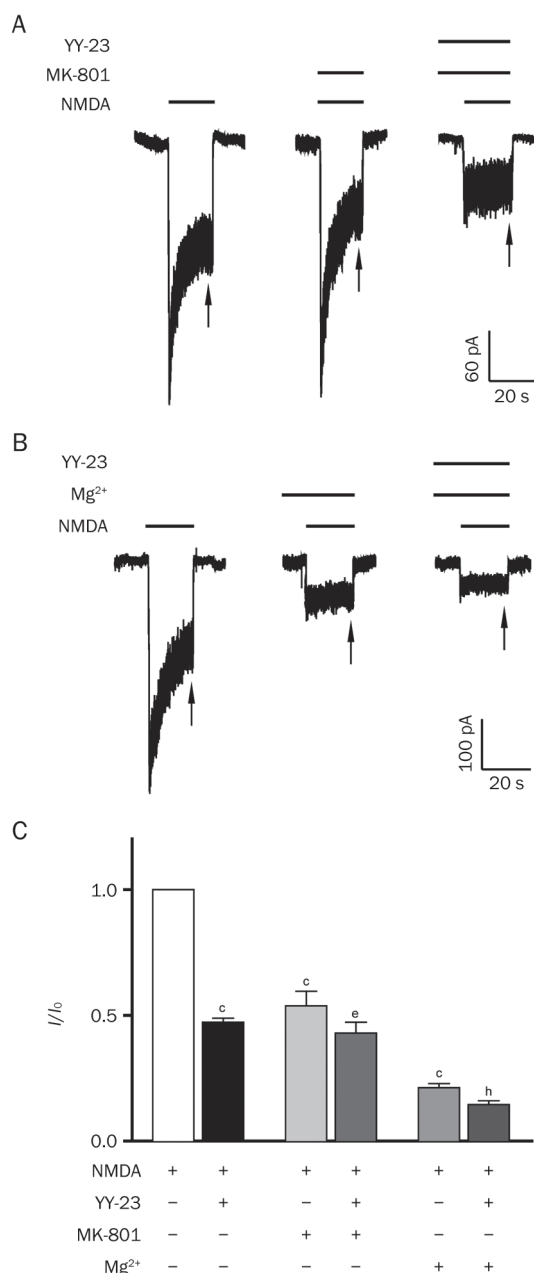 A
YY-23
MK-801
NMDA
60 pA
20 s
B
YY-23
Mg²⁺
NMDA
100 pA
20 s
C
I/I₀
1.0
0.5
0.0
c
c
e
c
h
NMDA + + + + + +
YY-23 – + – + – +
MK-801 – – + + – –
Mg²⁺ – – – – + +